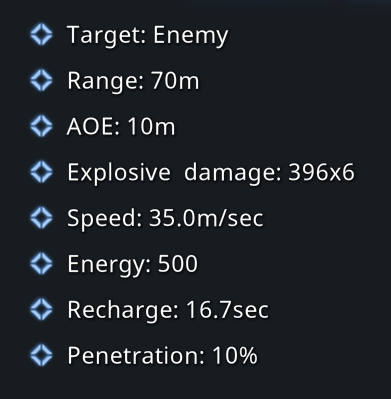 Target: Enemy
Range: 70m
AOE: 10m
Explosive  damage: 396x6
Speed: 35.0m/sec
Energy: 500
Recharge: 16.7sec
Penetration: 10%